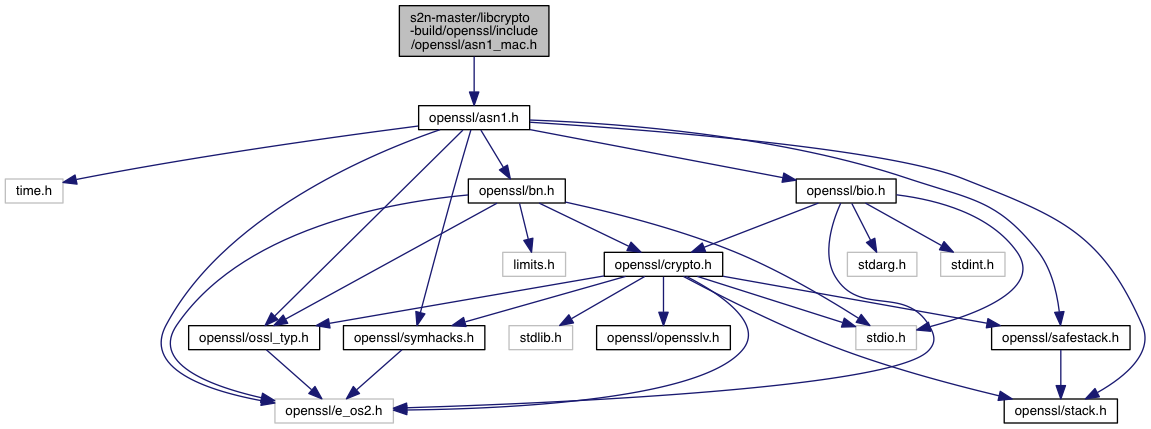 s2n-master/libcrypto
-build/openssl/include
/openssl/asn1_mac.h
openssl/asn1.h
time.h
openssl/bn.h
openssl/bio.h
limits.h
openssl/crypto.h
stdarg.h
stdint.h
openssl/ossl_typ.h
openssl/symhacks.h
stdlib.h
openssl/opensslv.h
stdio.h
openssl/safestack.h
openssl/e_os2.h
openssl/stack.h